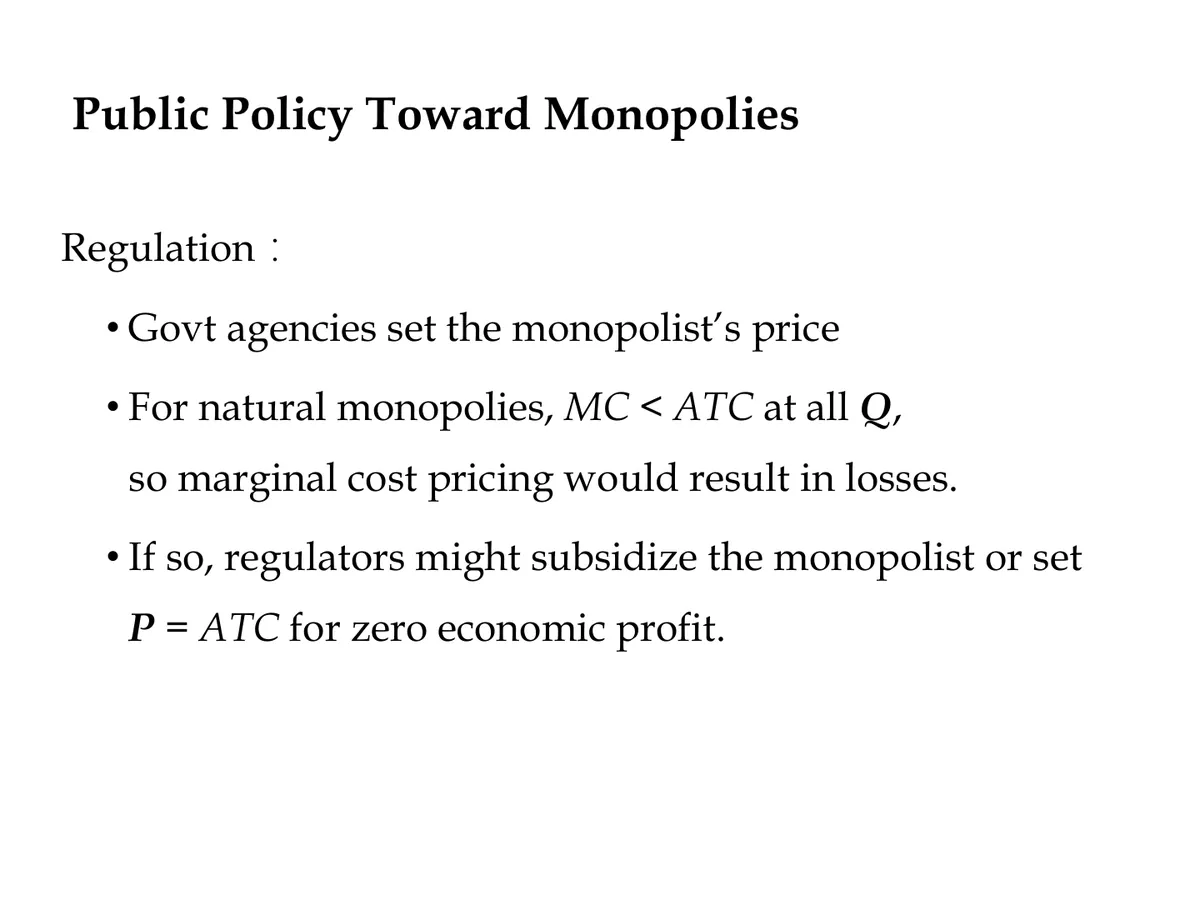 Public Policy Toward Monopolies
Regulation：
• Govt agencies set the monopolist’s price
• For natural monopolies, MC < ATC at all Q,
so marginal cost pricing would result in losses.
• If so, regulators might subsidize the monopolist or set
P = ATC for zero economic profit.